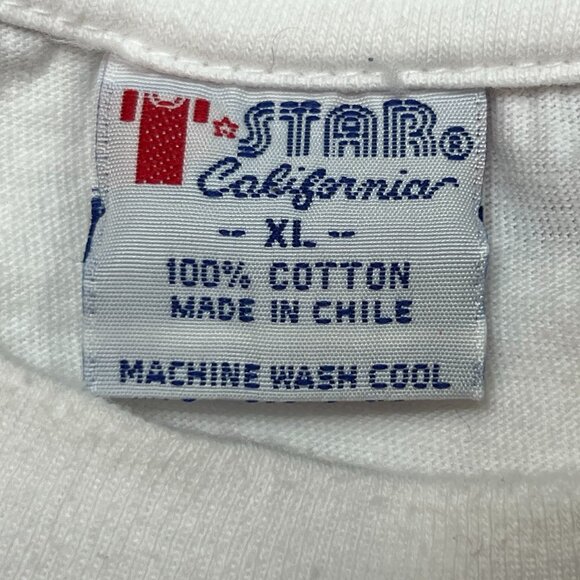 T☆STAR®
California
- XL --
100% COTTON
MADE IN CHILE
MACHINE WASH COOL